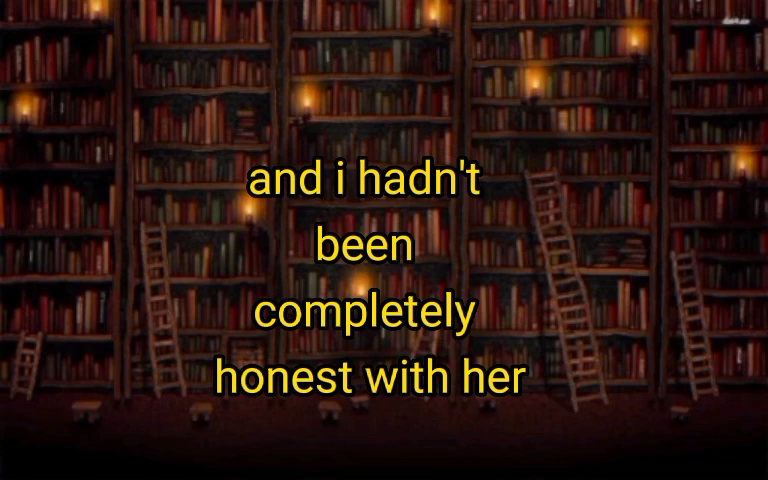 and i hadn't
been
completely
honest with her